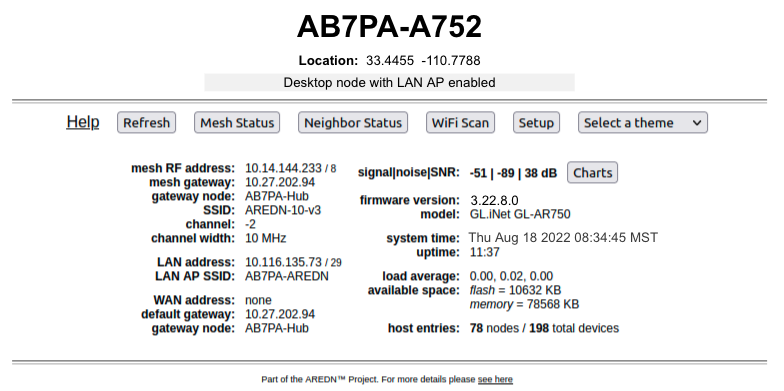 AB7PA-A752
Location: 33.4455 -110.7788
Desktop node with LAN AP enabled
Help Refresh Mesh Status Neighbor Status WiFi Scan Setup Select a theme
mesh RF address: 10.14.144.233 / 8
mesh gateway: 10.27.202.94
gateway node: AB7PA-Hub
SSID: AREDN-10-v3
channel: -2
channel width: 10 MHz
LAN address: 10.116.135.73 / 29
LAN AP SSID: AB7PA-AREDN
WAN address: none
default gateway: 10.27.202.94
gateway node: AB7PA-Hub
signal|noise|SNR: -51 | -89 | 38 dB Charts
firmware version: 3.22.8.0
model: GL.iNet GL-AR750
system time: Thu Aug 18 2022 08:34:45 MST
uptime: 11:37
load average: 0.00, 0.02, 0.00
available space: flash = 10632 KB
memory = 78568 KB
host entries: 78 nodes / 198 total devices
Part of the AREDN™ Project. For more details please see here